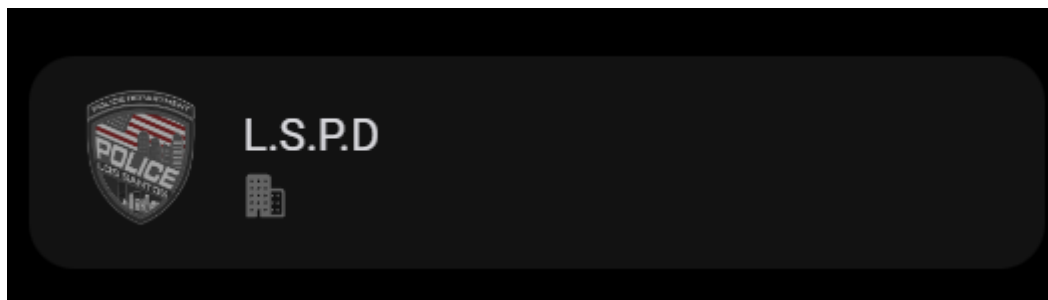 POLICE DEPARTMENT
POLICE
LOS SANTOS
L.S.P.D